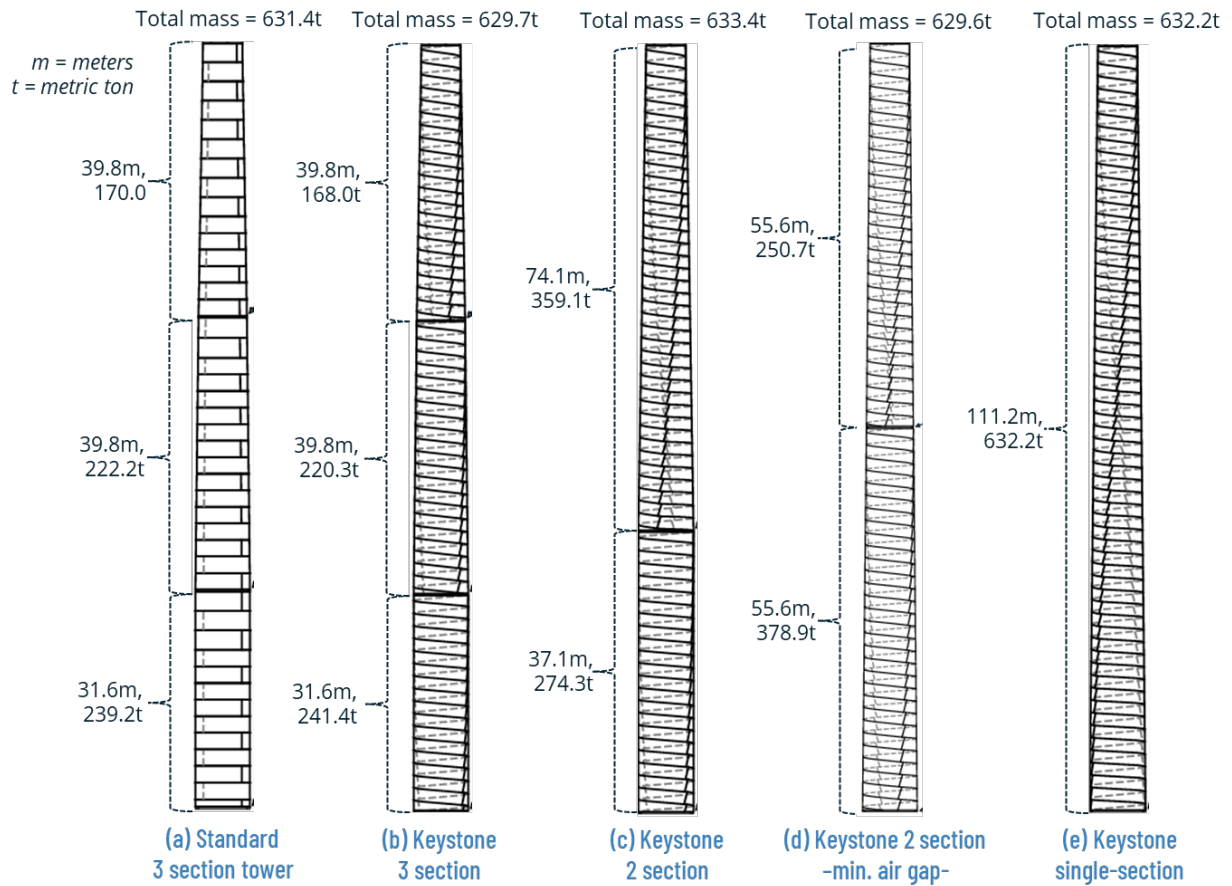 Total mass = 631.4t
Total mass = 629.7t
Total mass = 633.4t
Total mass = 629.6t
Total mass = 632.2t
m = meters
t = metric ton
39.8m,
170.0
39.8m,
222.2t
31.6m,
239.2t
39.8m,
168.0t
39.8m,
220.3t
31.6m,
241.4t
74.1m,
359.1t
37.1m,
274.3t
55.6m,
250.7t
55.6m,
378.9t
111.2m,
632.2t
(a) Standard
3 section tower
(b) Keystone
3 section
(c) Keystone
2 section
(d) Keystone 2 section
-min. air gap-
(e) Keystone
single-section